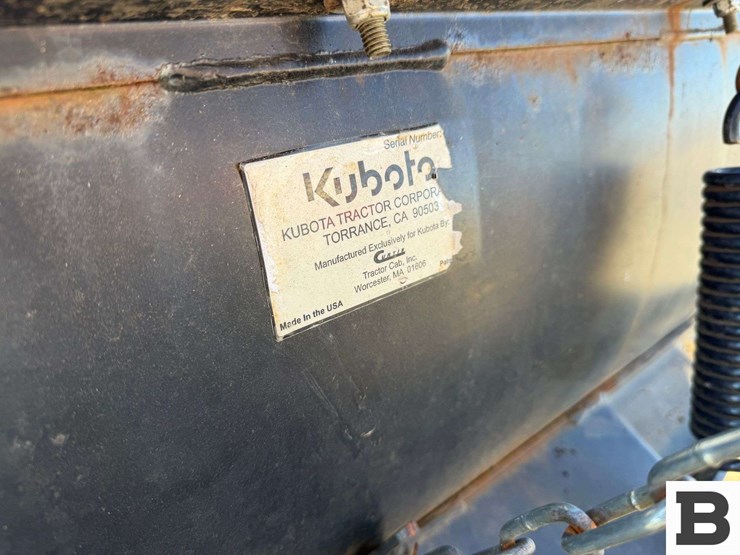 Serial Number:
Kubota
KUBOTA TRACTOR CORPORA
TORRANCE, CA 90503
Manufactured Exclusively for Kubota By:
CURTIS
Tractor Cab, Inc.
Worcester, MA 01606
Made in the USA
B